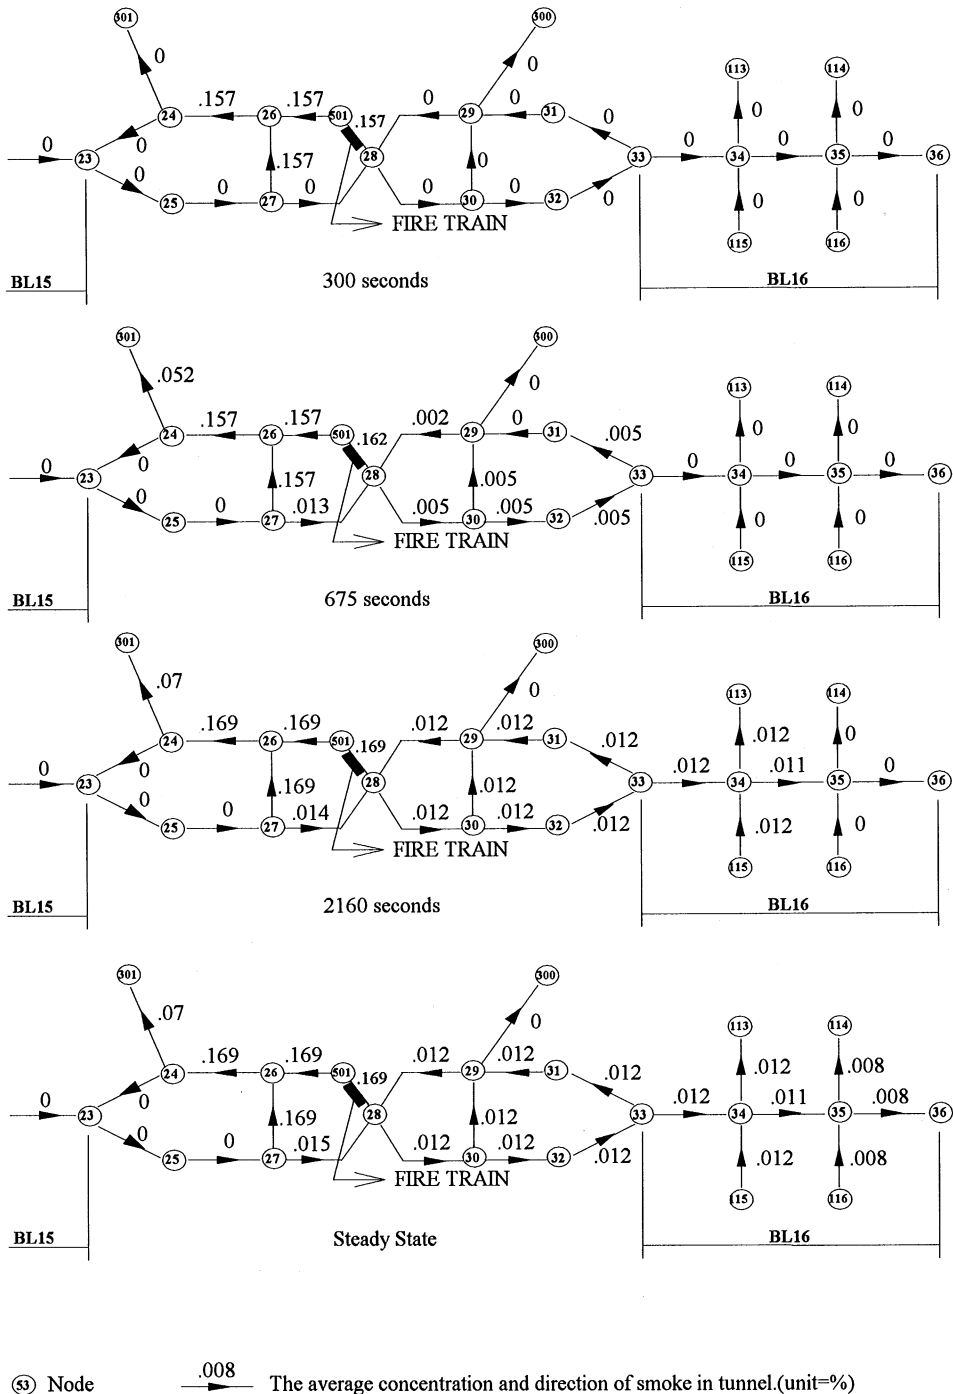 301 300
0 0
113 114
.157 .157 0 0
24 26 501 29 31
.157 0 0
0 0 0
23 0 28 33 0 34 0 35 0 36
.157 0
0 0 0 0 0 0 0
25 27 30 32
0
FIRE TRAIN
115 116
BL15 300 seconds BL16
301 300
.052 0
113 114
.157 .157 .002 0
24 26 501 29 31
.162 .005 0 0
0 0
23 0 28 33 0 34 0 35 0 36
.157 .005
0 .013 .005 .005 .005 0 0
25 27 30 32
FIRE TRAIN
115 116
BL15 675 seconds BL16
301 300
.07 0
113 114
.169 .169 .012 .012
24 26 501 29 31
.169 .012 .012 0
0 0
23 0 28 33 .012 34 .011 35 0 36
.169 .012
0 .014 .012 .012 .012 .012 0
25 27 30 32
FIRE TRAIN
115 116
BL15 2160 seconds BL16
301 300
.07 0
113 114
.169 .169 .012 .012
24 26 501 29 31
.169 .012 .012 .008
0 0
23 0 28 33 .012 34 .011 35 .008 36
.169 .012
0 .015 .012 .012 .012 .012 .008
25 27 30 32
FIRE TRAIN
115 116
BL15 Steady State BL16
53 Node .008 The average concentration and direction of smoke in tunnel.(unit=%)